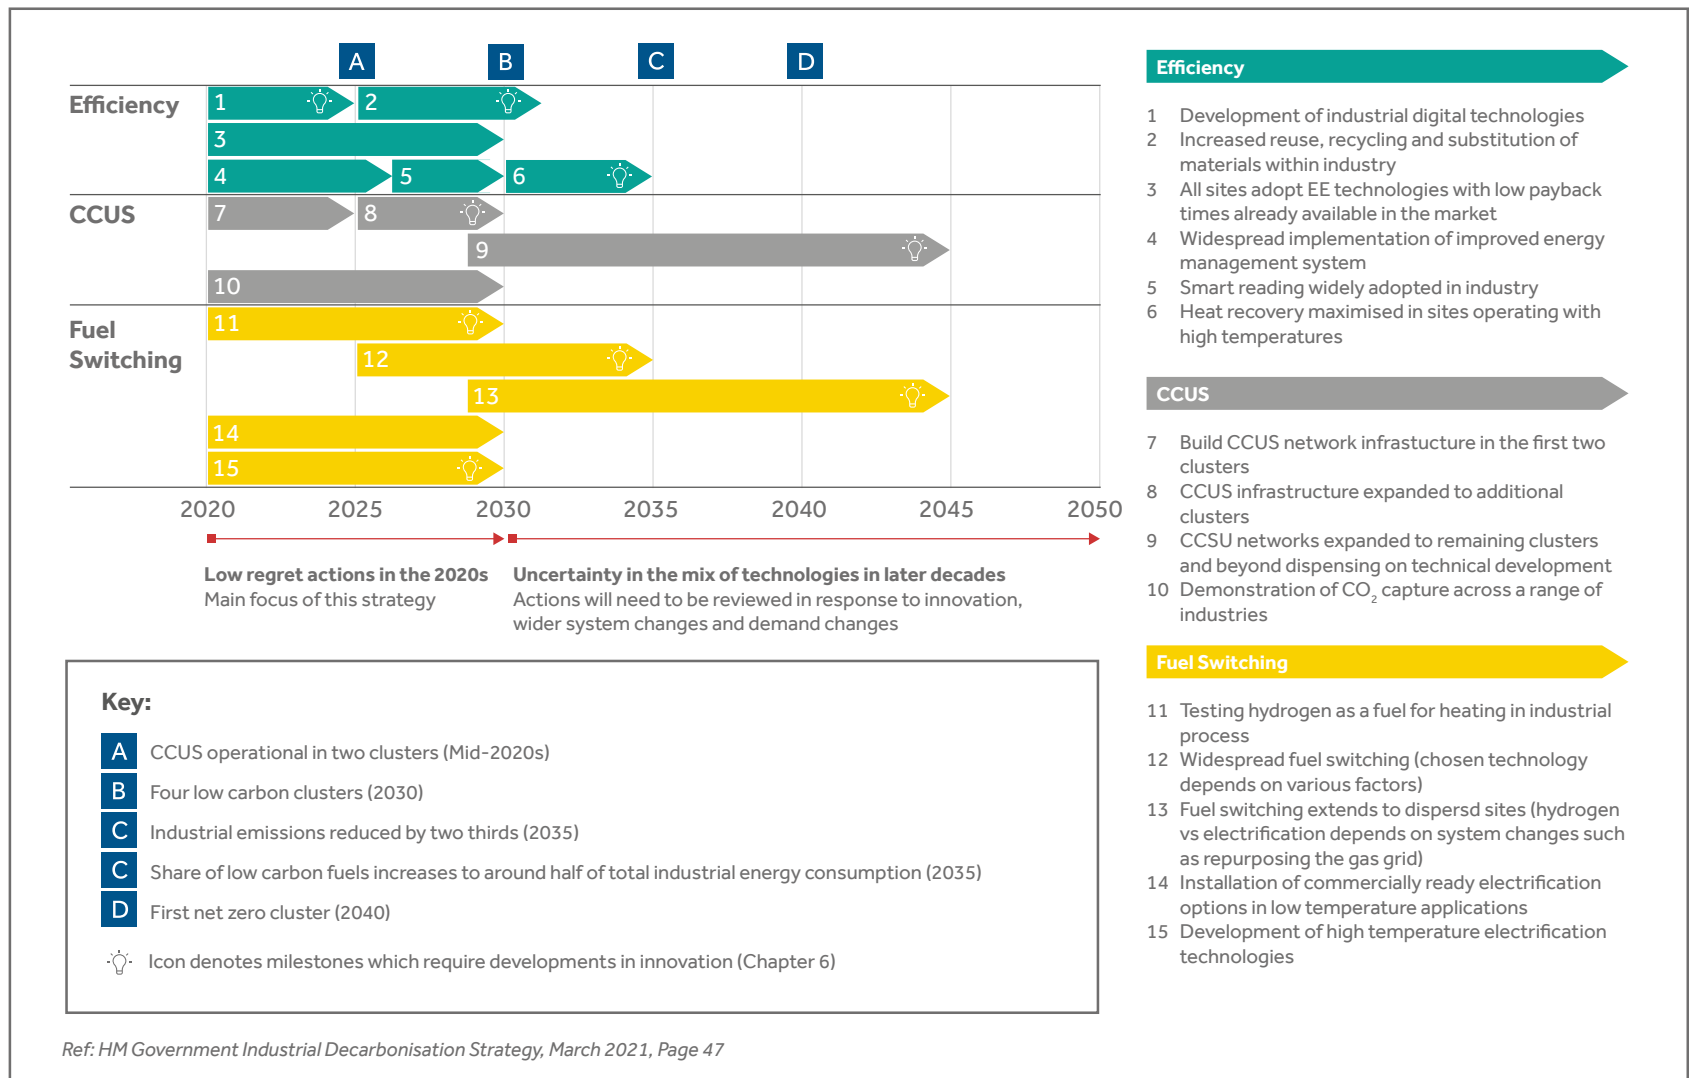 A
B
C
D
Efficiency
1
2
3
4
5
6
CCUS
7
8
9
10
Fuel
Switching
11
12
13
14
15
2020
2025
2030
2035
2040
2045
2050
Low regret actions in the 2020s
Main focus of this strategy
Uncertainty in the mix of technologies in later decades
Actions will need to be reviewed in response to innovation,
wider system changes and demand changes
Key:
A CCUS operational in two clusters (Mid-2020s)
B Four low carbon clusters (2030)
C Industrial emissions reduced by two thirds (2035)
C Share of low carbon fuels increases to around half of total industrial energy consumption (2035)
D First net zero cluster (2040)
Icon denotes milestones which require developments in innovation (Chapter 6)
Efficiency
1 Development of industrial digital technologies
2 Increased reuse, recycling and substitution of
materials within industry
3 All sites adopt EE technologies with low payback
times already available in the market
4 Widespread implementation of improved energy
management system
5 Smart reading widely adopted in industry
6 Heat recovery maximised in sites operating with
high temperatures
CCUS
7 Build CCUS network infrastucture in the first two
clusters
8 CCUS infrastructure expanded to additional
clusters
9 CCSU networks expanded to remaining clusters
and beyond dispensing on technical development
10 Demonstration of CO₂ capture across a range of
industries
Fuel Switching
11 Testing hydrogen as a fuel for heating in industrial
process
12 Widespread fuel switching (chosen technology
depends on various factors)
13 Fuel switching extends to dispersd sites (hydrogen
vs electrification depends on system changes such
as repurposing the gas grid)
14 Installation of commercially ready electrification
options in low temperature applications
15 Development of high temperature electrification
technologies
Ref: HM Government Industrial Decarbonisation Strategy, March 2021, Page 47